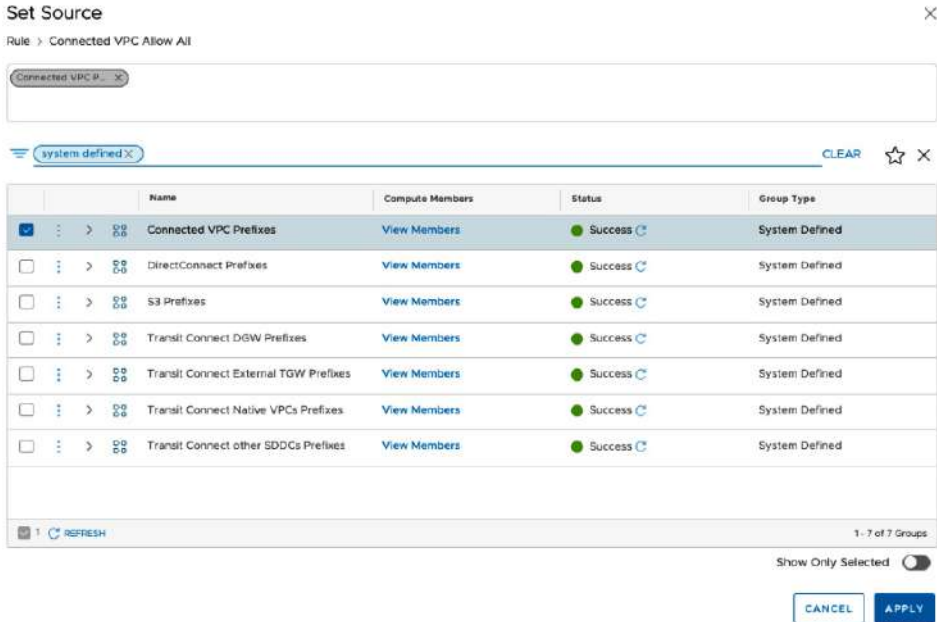 Set Source
Rule > Connected VPC Allow All
Connected VPC P...
system defined
CLEAR
Name Compute Members Status Group Type
Connected VPC Prefixes View Members Success System Defined
DirectConnect Prefixes View Members Success System Defined
S3 Prefixes View Members Success System Defined
Transit Connect DGW Prefixes View Members Success System Defined
Transit Connect External TGW Prefixes View Members Success System Defined
Transit Connect Native VPCs Prefixes View Members Success System Defined
Transit Connect other SDDCs Prefixes View Members Success System Defined
1 REFRESH 1 - 7 of 7 Groups
Show Only Selected
CANCEL APPLY